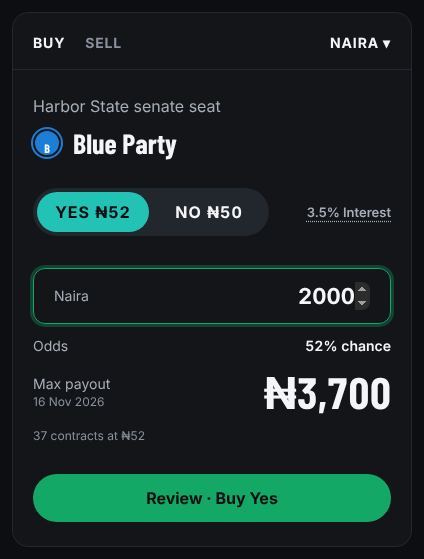 BUY SELL NAIRA ▾
Harbor State senate seat
B Blue Party
YES ₦52 NO ₦50 3.5% Interest
Naira 2000
Odds 52% chance
Max payout ₦3,700
16 Nov 2026
37 contracts at ₦52
Review · Buy Yes